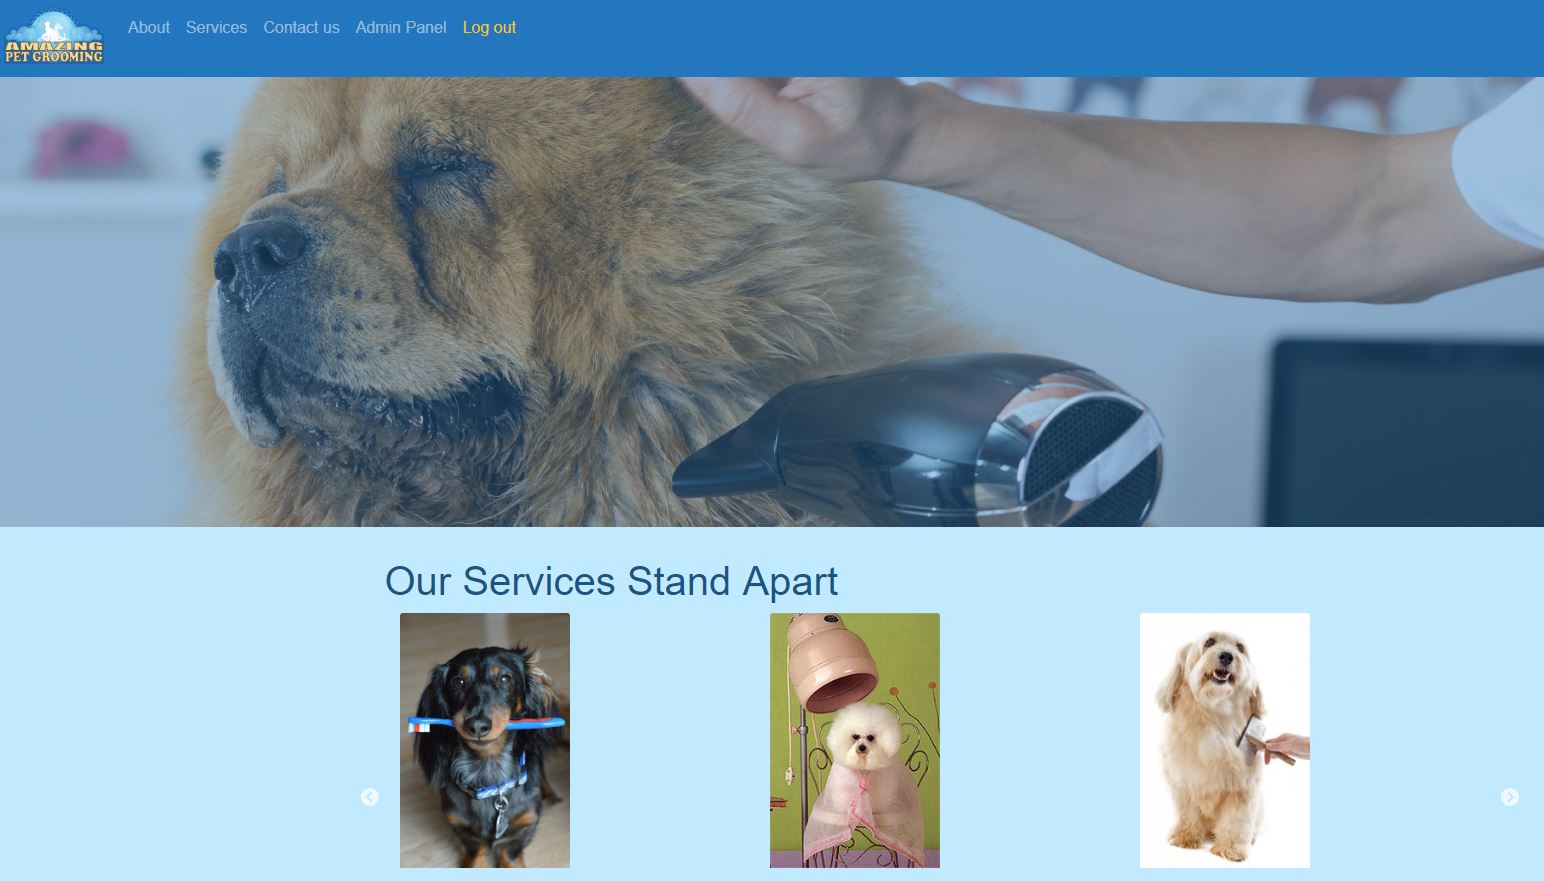 AMAZING
PET GROOMING
About Services Contact us Admin Panel Log out
Our Services Stand Apart